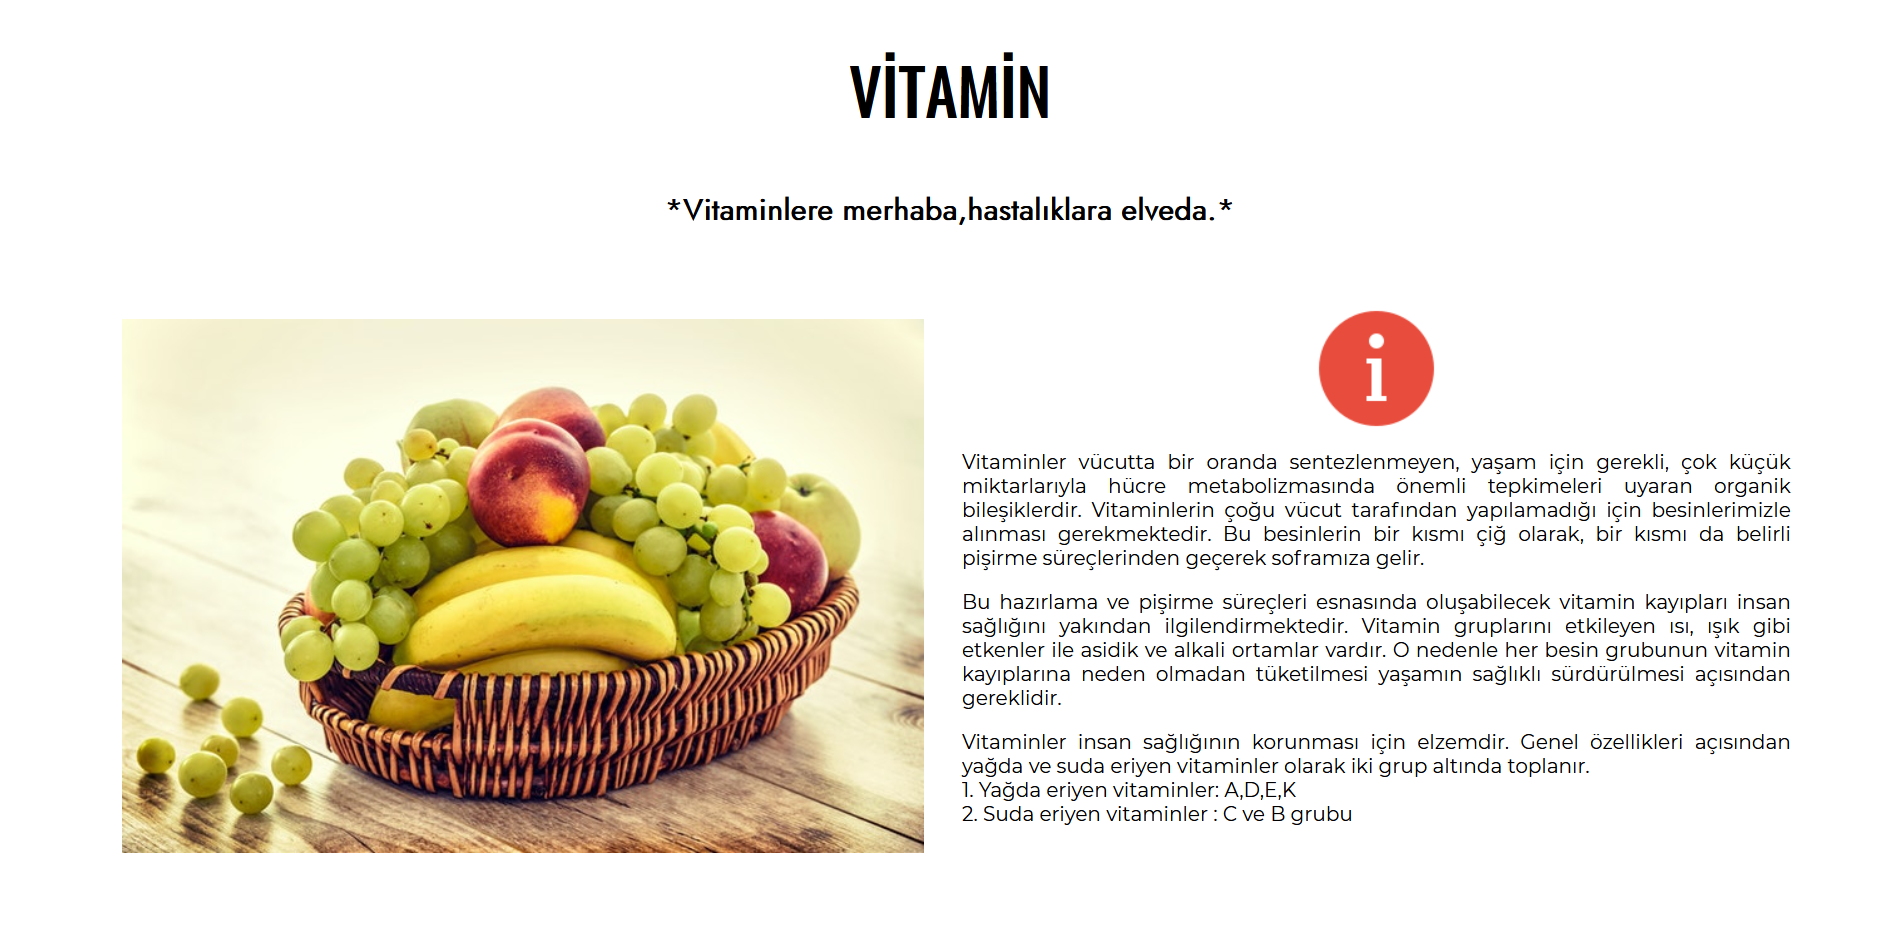 VİTAMİN
*Vitaminlere merhaba,hastalıklara elveda.*
i
Vitaminler vücutta bir oranda sentezlenmeyen, yaşam için gerekli, çok küçük
miktarlarıyla hücre metabolizmasında önemli tepkimeleri uyaran organik
bileşiklerdir. Vitaminlerin çoğu vücut tarafından yapılamadığı için besinlerimizle
alınması gerekmektedir. Bu besinlerin bir kısmı çiğ olarak, bir kısmı da belirli
pişirme süreçlerinden geçerek soframıza gelir.
Bu hazırlama ve pişirme süreçleri esnasında oluşabilecek vitamin kayıpları insan
sağlığını yakından ilgilendirmektedir. Vitamin gruplarını etkileyen ısı, ışık gibi
etkenler ile asidik ve alkali ortamlar vardır. O nedenle her besin grubunun vitamin
kayıplarına neden olmadan tüketilmesi yaşamın sağlıklı sürdürülmesi açısından
gereklidir.
Vitaminler insan sağlığının korunması için elzemdir. Genel özellikleri açısından
yağda ve suda eriyen vitaminler olarak iki grup altında toplanır.
1. Yağda eriyen vitaminler: A,D,E,K
2. Suda eriyen vitaminler : C ve B grubu